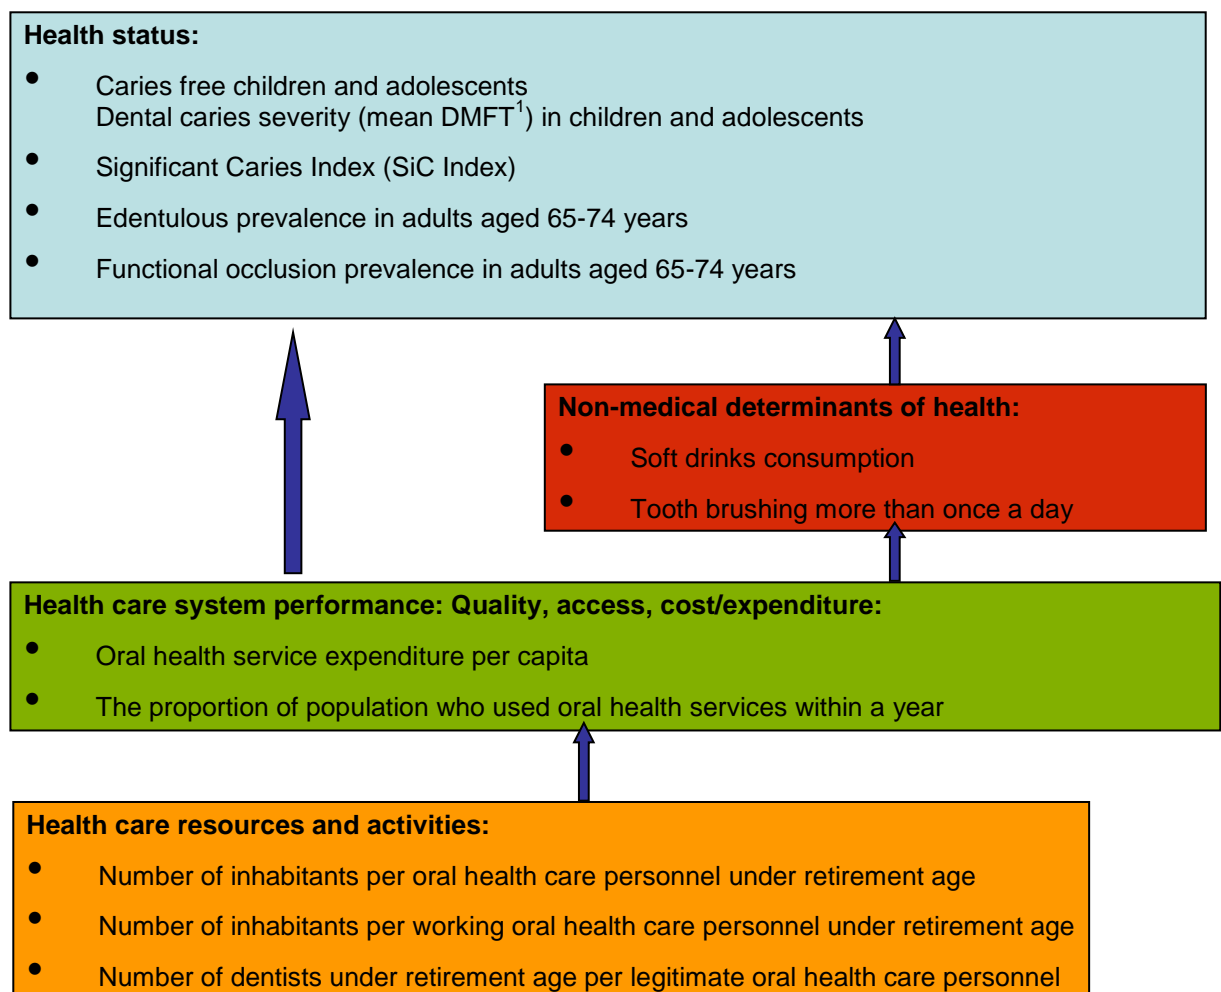 Health status:
• Caries free children and adolescents
Dental caries severity (mean DMFT¹) in children and adolescents
• Significant Caries Index (SiC Index)
• Edentulous prevalence in adults aged 65-74 years
• Functional occlusion prevalence in adults aged 65-74 years
Non-medical determinants of health:
• Soft drinks consumption
• Tooth brushing more than once a day
Health care system performance: Quality, access, cost/expenditure:
• Oral health service expenditure per capita
• The proportion of population who used oral health services within a year
Health care resources and activities:
• Number of inhabitants per oral health care personnel under retirement age
• Number of inhabitants per working oral health care personnel under retirement age
• Number of dentists under retirement age per legitimate oral health care personnel